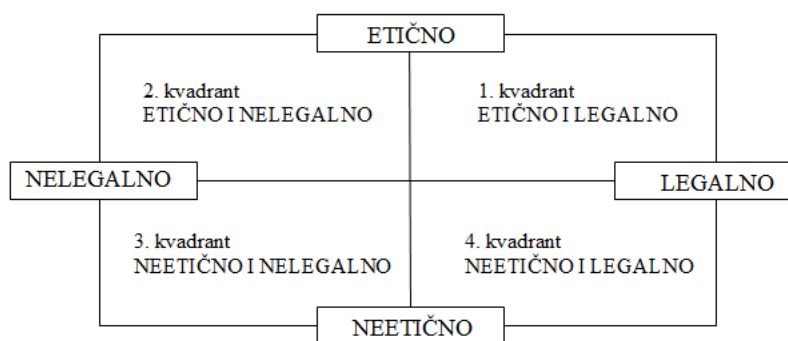 ETIČNO
2. kvadrant
ETIČNO I NELEGALNO
1. kvadrant
ETIČNO I LEGALNO
NELEGALNO
LEGALNO
3. kvadrant
NEETIČNO I NELEGALNO
4. kvadrant
NEETIČNO I LEGALNO
NEETIČNO